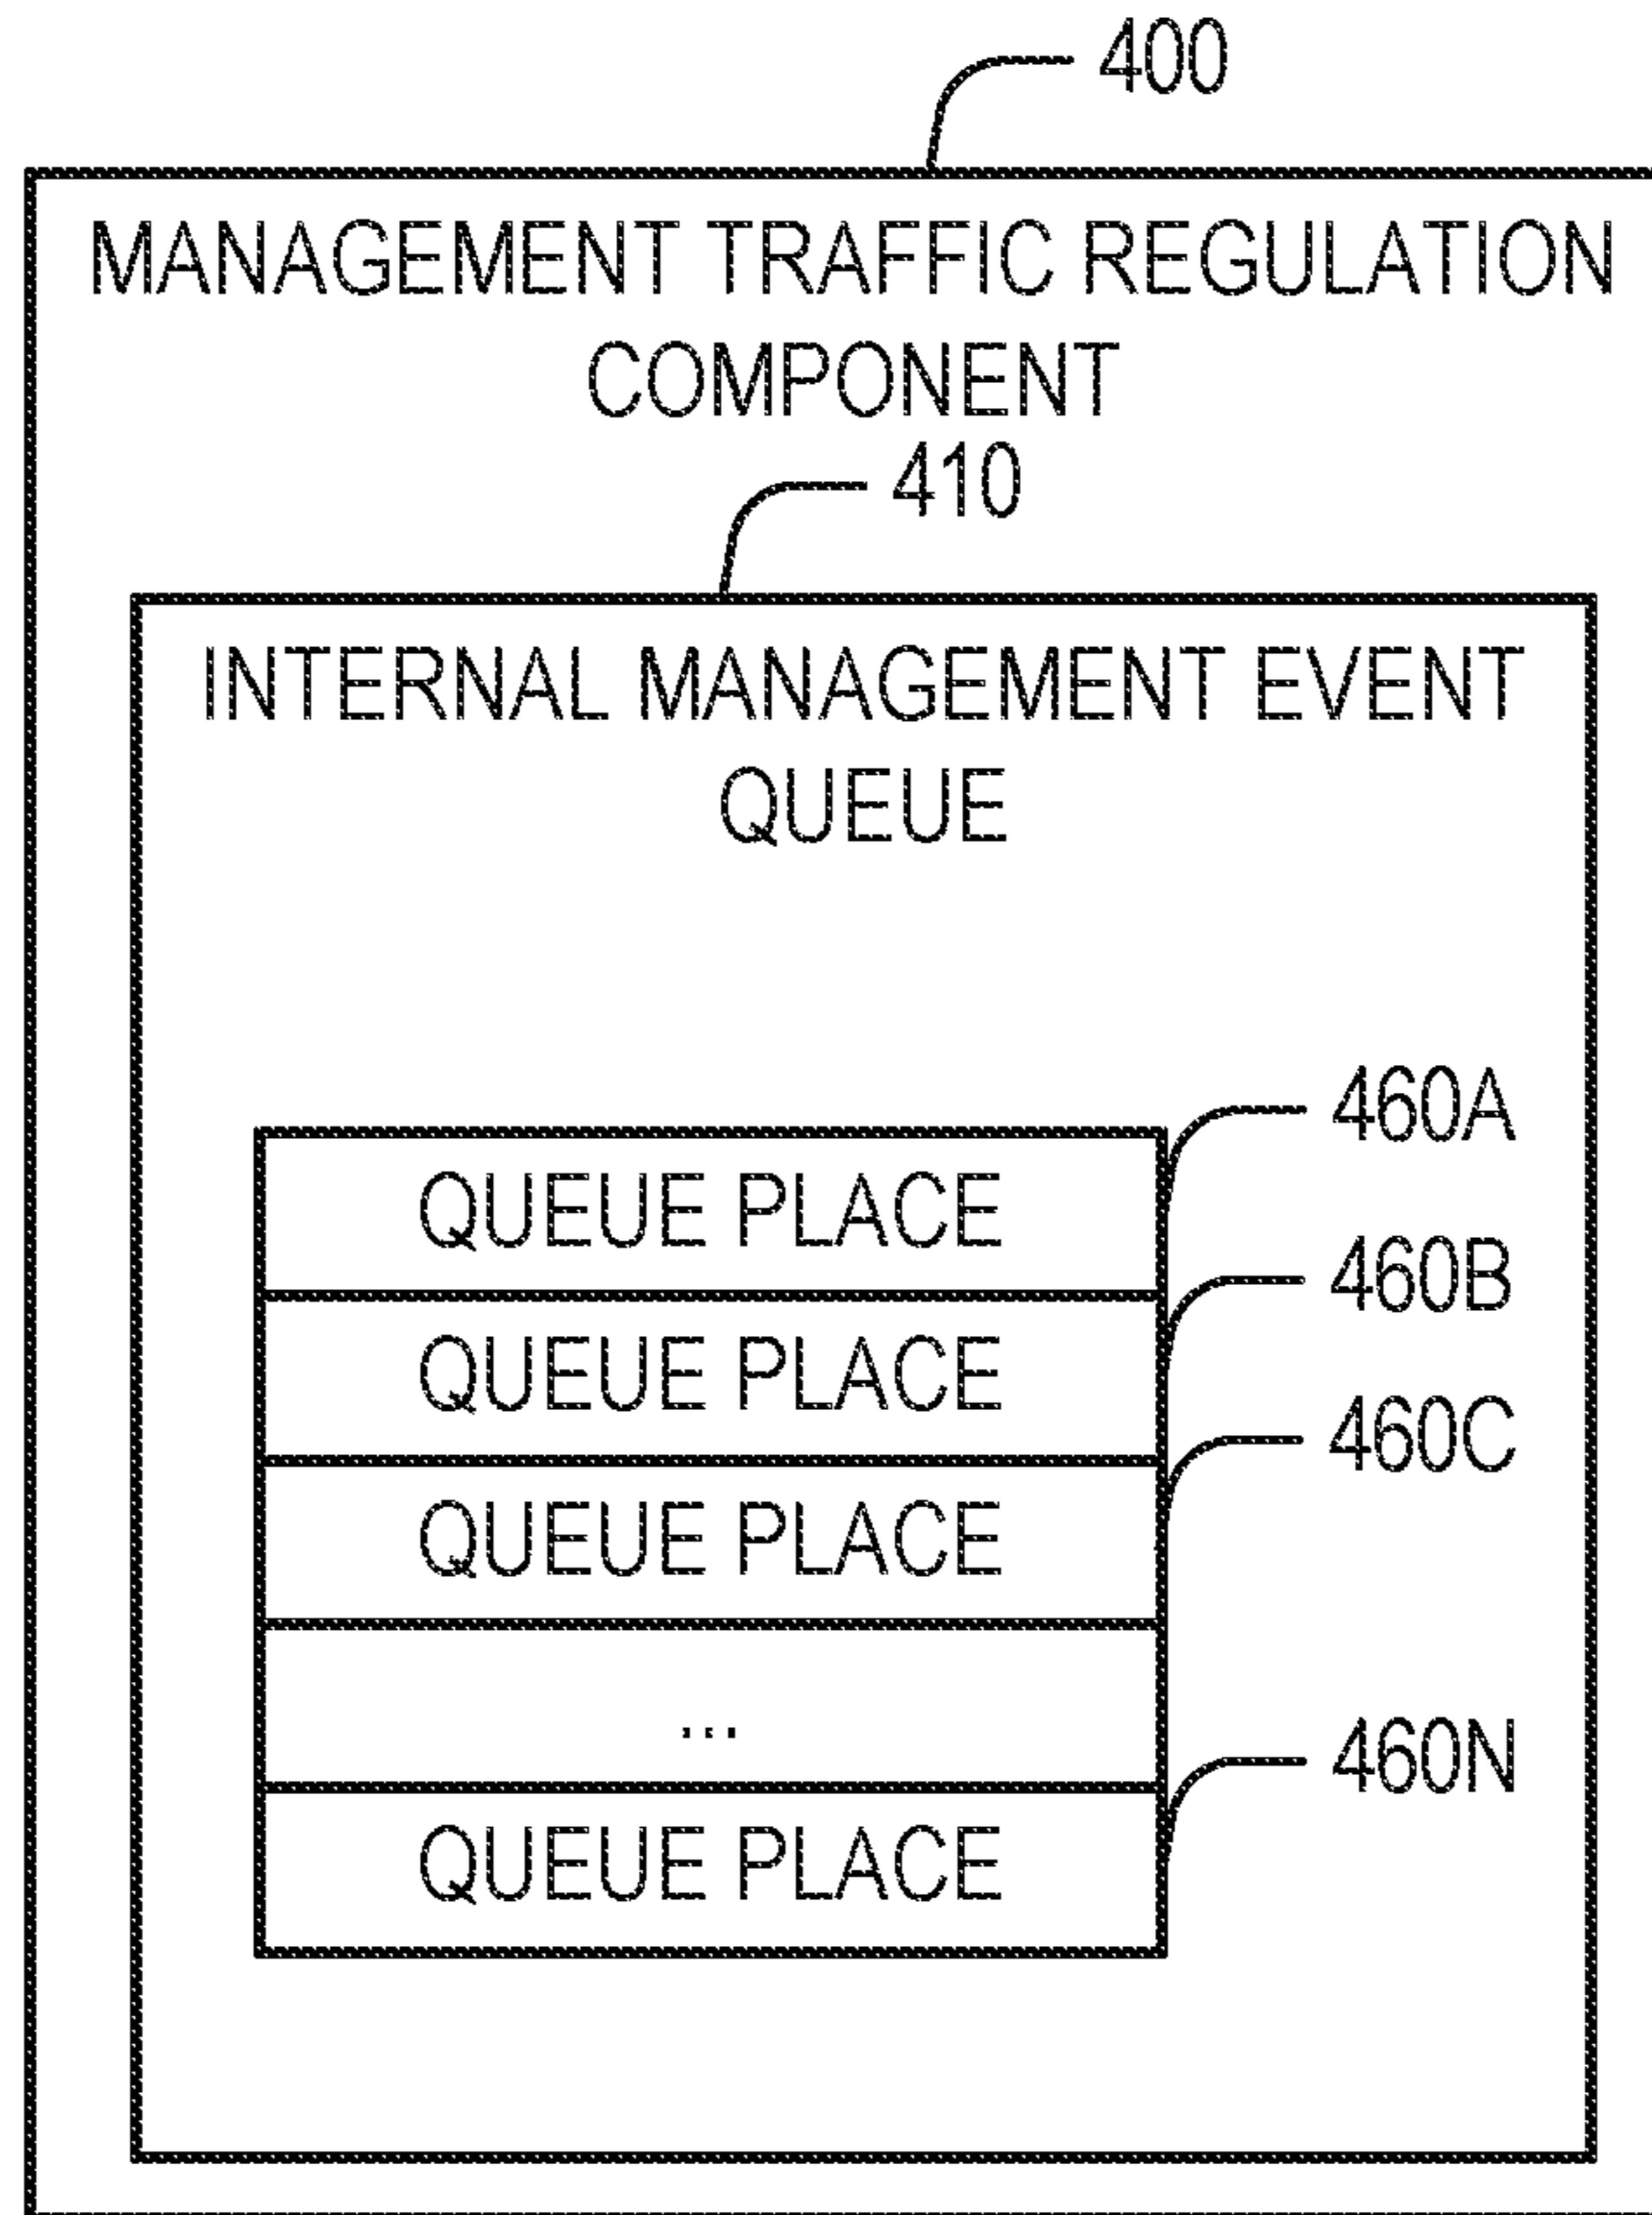 400
MANAGEMENT TRAFFIC REGULATION
COMPONENT
410
INTERNAL MANAGEMENT EVENT
QUEUE
460A
QUEUE PLACE
460B
QUEUE PLACE
460C
QUEUE PLACE
...
460N
QUEUE PLACE